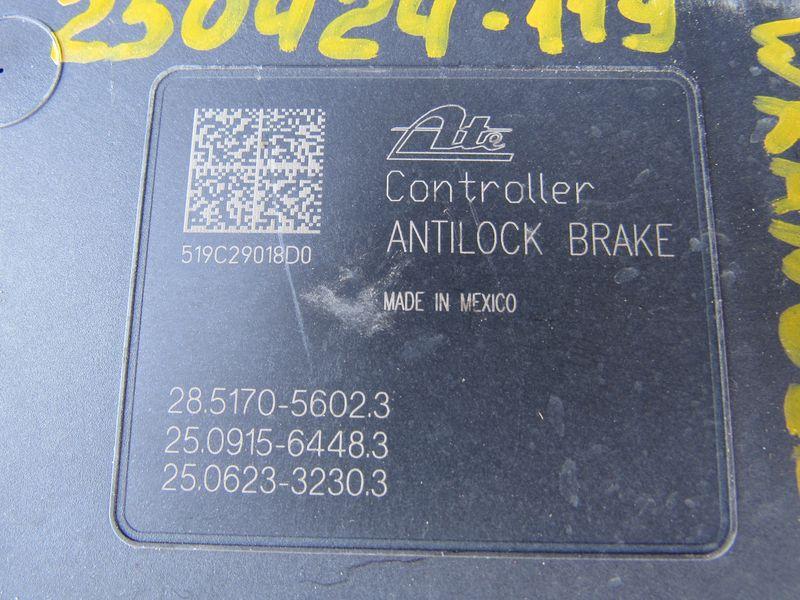 230424-119
Ate
Controller
ANTILOCK BRAKE
519C29018D0
MADE IN MEXICO
28.5170-5602.3
25.0915-6448.3
25.0623-3230.3